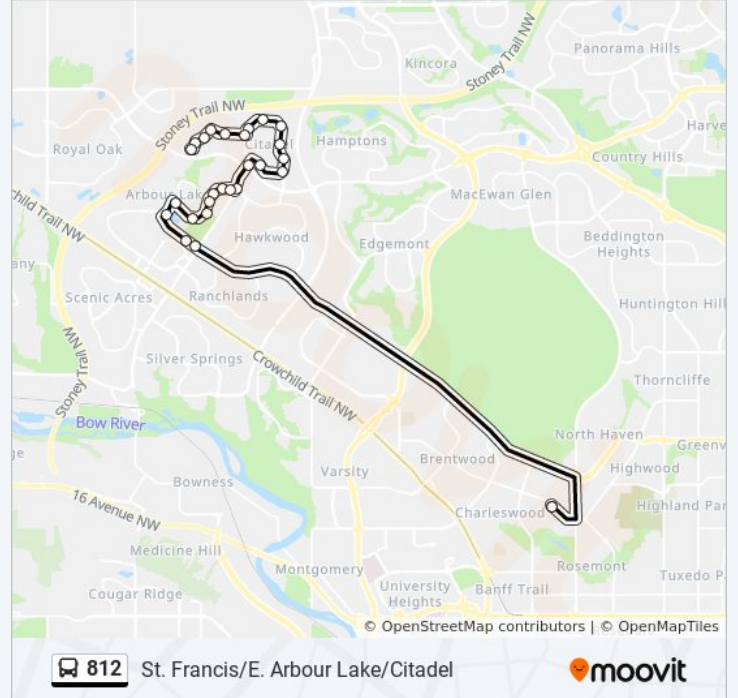 Panorama Hills
Kincora
Stoney Trail NW
Stoney Trail NW
Harve
Royal Oak
Citadel
Hamptons
Country Hills
Arbour Lake
MacEwan Glen
child Trail NW
Hawkwood
Edgemont
Beddington
Heights
any
Scenic Acres
Ranchlands
Huntington Hill
Stoney Trail NW
Silver Springs
Crowchild Trail NW
Thorncliffe
Bow River
North Haven
Greenv
ge
Varsity
Brentwood
Highwood
Bowness
16 Avenue NW
Charleswood
Highland Par
Medicine Hill
Montgomery
Rosemont
Tuxedo P
University
Heights
Banff Trail
Cougar Ridge
© OpenStreetMap contributors | © OpenMapTiles
812 St. Francis/E. Arbour Lake/Citadel
moovit